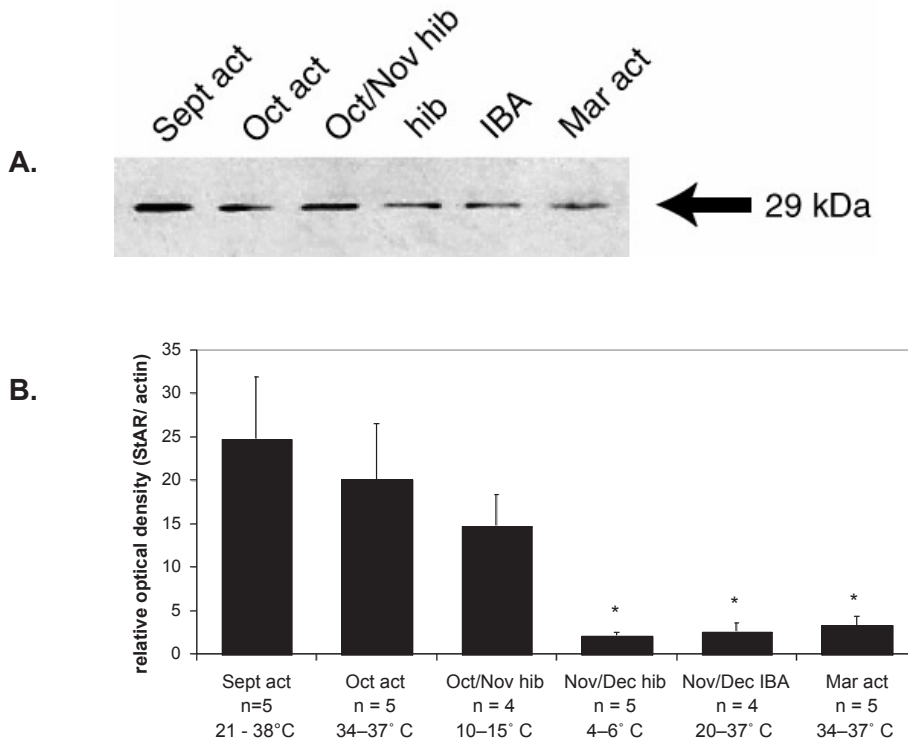 A.
Sept act Oct act Oct/Nov hib hib IBA Mar act
29 kDa
B.
relative optical density (StAR/ actin)
35
30
25
20
15
10
5
0
* * *
Sept act Oct act Oct/Nov hib Nov/Dec hib Nov/Dec IBA Mar act
n=5 n = 5 n = 4 n = 5 n = 4 n = 5
21 - 38°C 34–37˚ C 10–15˚ C 4–6˚ C 20–37˚ C 34–37˚ C